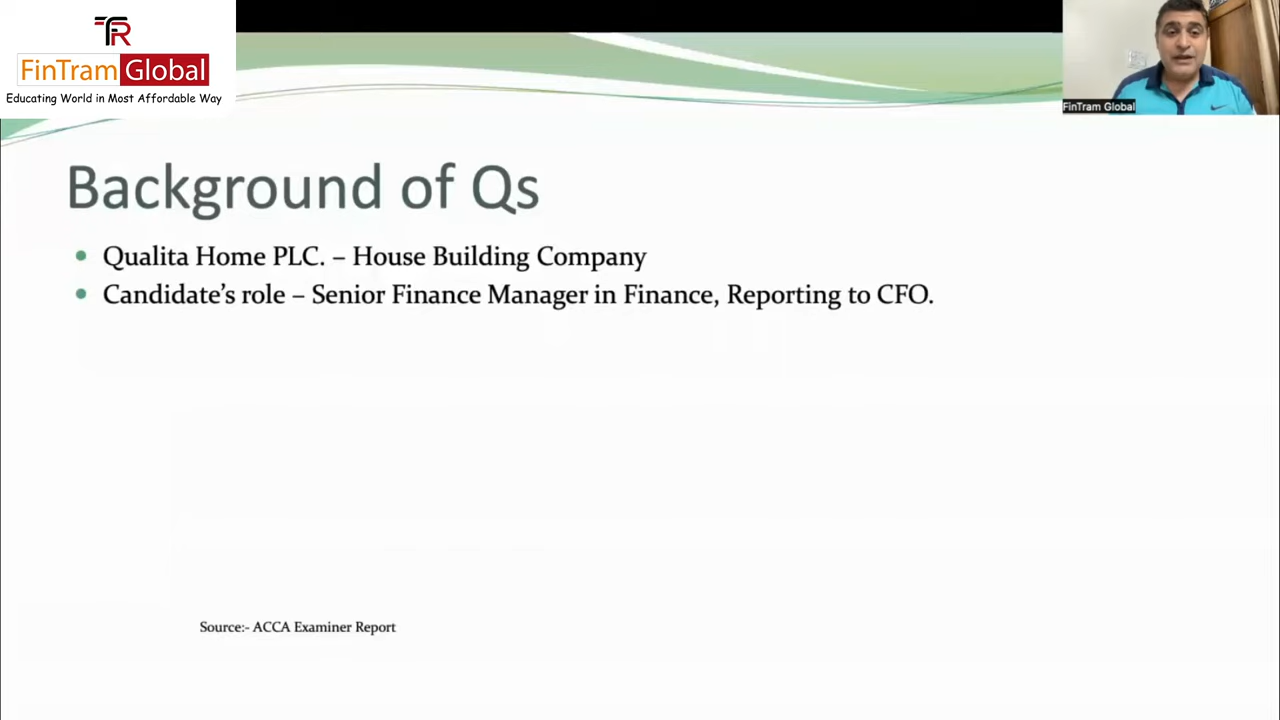 TR
FinTram Global
Educating World in Most Affordable Way
FinTram Global
Background of Qs
Qualita Home PLC. – House Building Company
Candidate’s role – Senior Finance Manager in Finance, Reporting to CFO.
Source:- ACCA Examiner Report